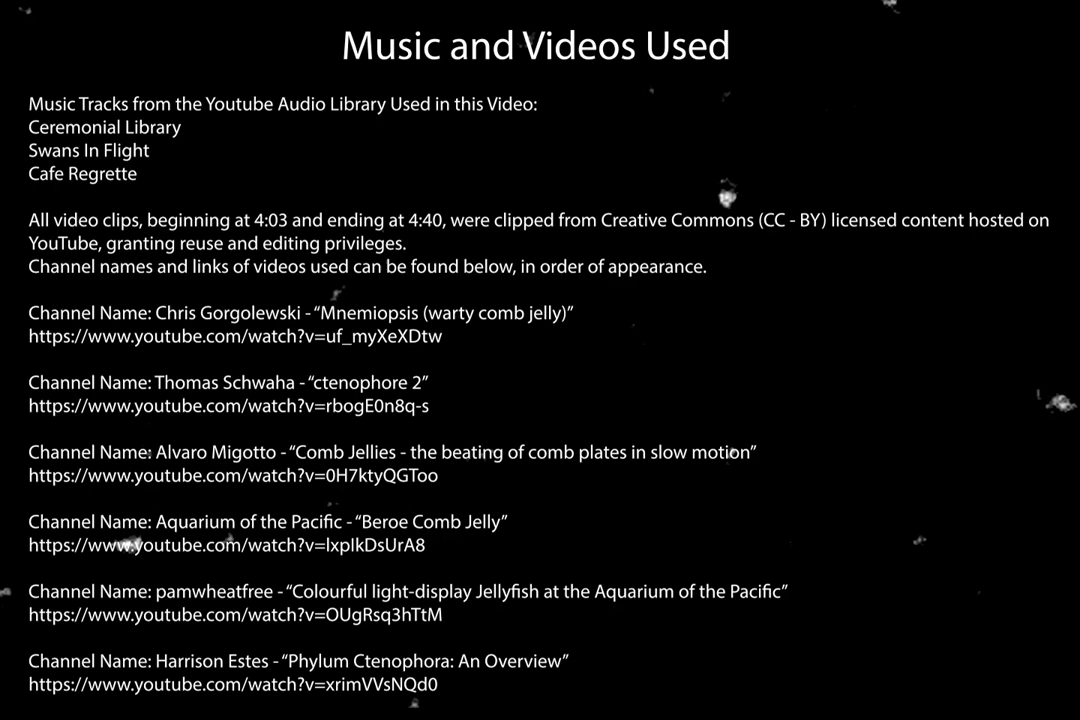 Music and Videos Used
Music Tracks from the Youtube Audio Library Used in this Video:
Ceremonial Library
Swans In Flight
Cafe Regrette
All video clips, beginning at 4:03 and ending at 4:40, were clipped from Creative Commons (CC - BY) licensed content hosted on
YouTube, granting reuse and editing privileges.
Channel names and links of videos used can be found below, in order of appearance.
Channel Name: Chris Gorgolewski - “Mnemiopsis (warty comb jelly)”
https://www.youtube.com/watch?v=uf_myXeXDtw
Channel Name: Thomas Schwaha - “ctenophore 2”
https://www.youtube.com/watch?v=rbogE0n8q-s
Channel Name: Alvaro Migotto - “Comb Jellies - the beating of comb plates in slow motion”
https://www.youtube.com/watch?v=0H7ktyQGToo
Channel Name: Aquarium of the Pacific - “Beroe Comb Jelly”
https://www.youtube.com/watch?v=lxpIkDsUrA8
Channel Name: pamwheatfree - “Colourful light-display Jellyfish at the Aquarium of the Pacific”
https://www.youtube.com/watch?v=OUgRsq3hTtM
Channel Name: Harrison Estes - “Phylum Ctenophora: An Overview”
https://www.youtube.com/watch?v=xrimVVsNQd0